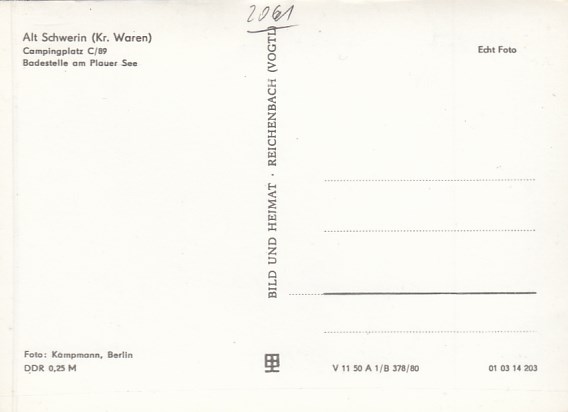 2061
Alt Schwerin (Kr. Waren)
Campingplatz C/89
Badestelle am Plauer See
Echt Foto
BILD UND HEIMAT · REICHENBACH (VOGTL)
Foto: Kampmann, Berlin
DDR 0,25 M
V 11 50 A 1/B 378/80
01 03 14 203